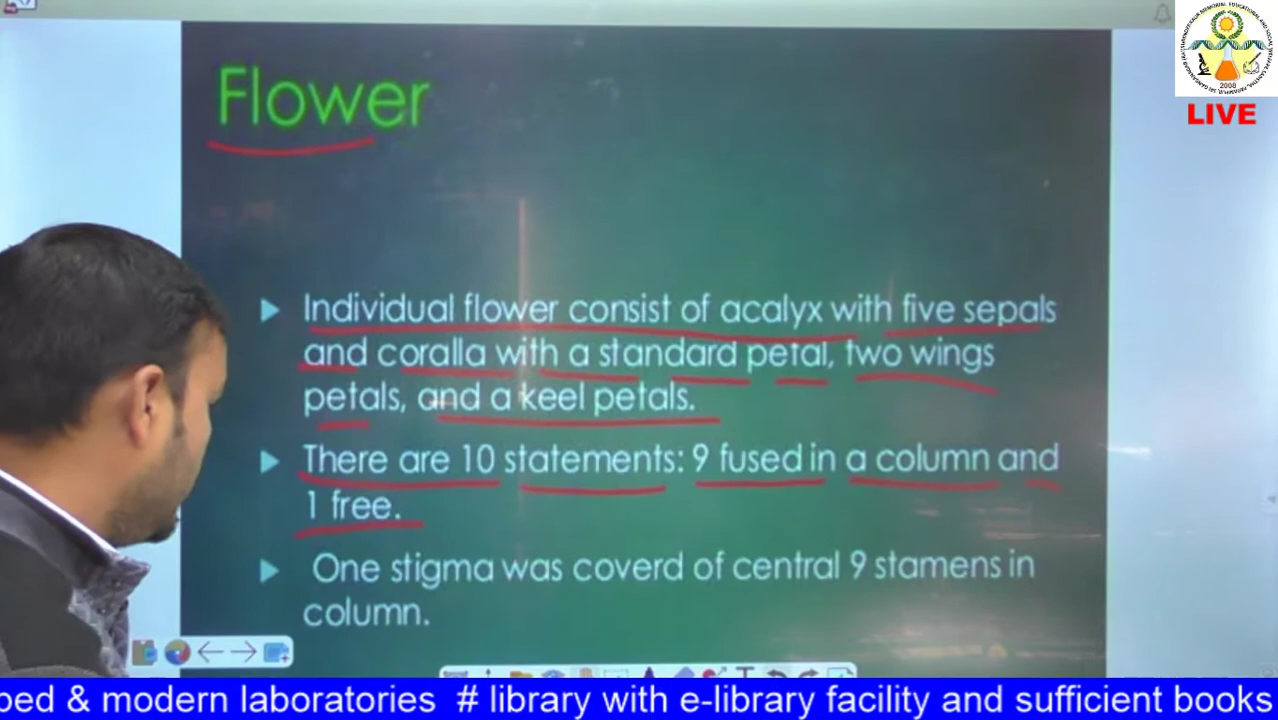 LIVE
2008
Flower
Individual flower consist of acalyx with five sepals
and coralla with a standard petal, two wings
petals, and a keel petals.
There are 10 statements: 9 fused in a column and
1 free.
One stigma was coverd of central 9 stamens in
column.
ped & modern laboratories # library with e-library facility and sufficient books